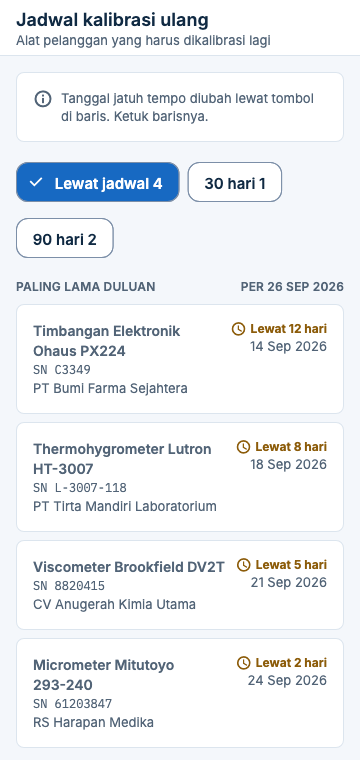 Jadwal kalibrasi ulang
Alat pelanggan yang harus dikalibrasi lagi
Tanggal jatuh tempo diubah lewat tombol
di baris. Ketuk barisnya.
Lewat jadwal 4
30 hari 1
90 hari 2
PALING LAMA DULUAN
PER 26 SEP 2026
Timbangan Elektronik
Ohaus PX224
SN C3349
PT Bumi Farma Sejahtera
Lewat 12 hari
14 Sep 2026
Thermohygrometer Lutron
HT-3007
SN L-3007-118
PT Tirta Mandiri Laboratorium
Lewat 8 hari
18 Sep 2026
Viscometer Brookfield DV2T
SN 8820415
CV Anugerah Kimia Utama
Lewat 5 hari
21 Sep 2026
Micrometer Mitutoyo
293-240
SN 61203847
RS Harapan Medika
Lewat 2 hari
24 Sep 2026